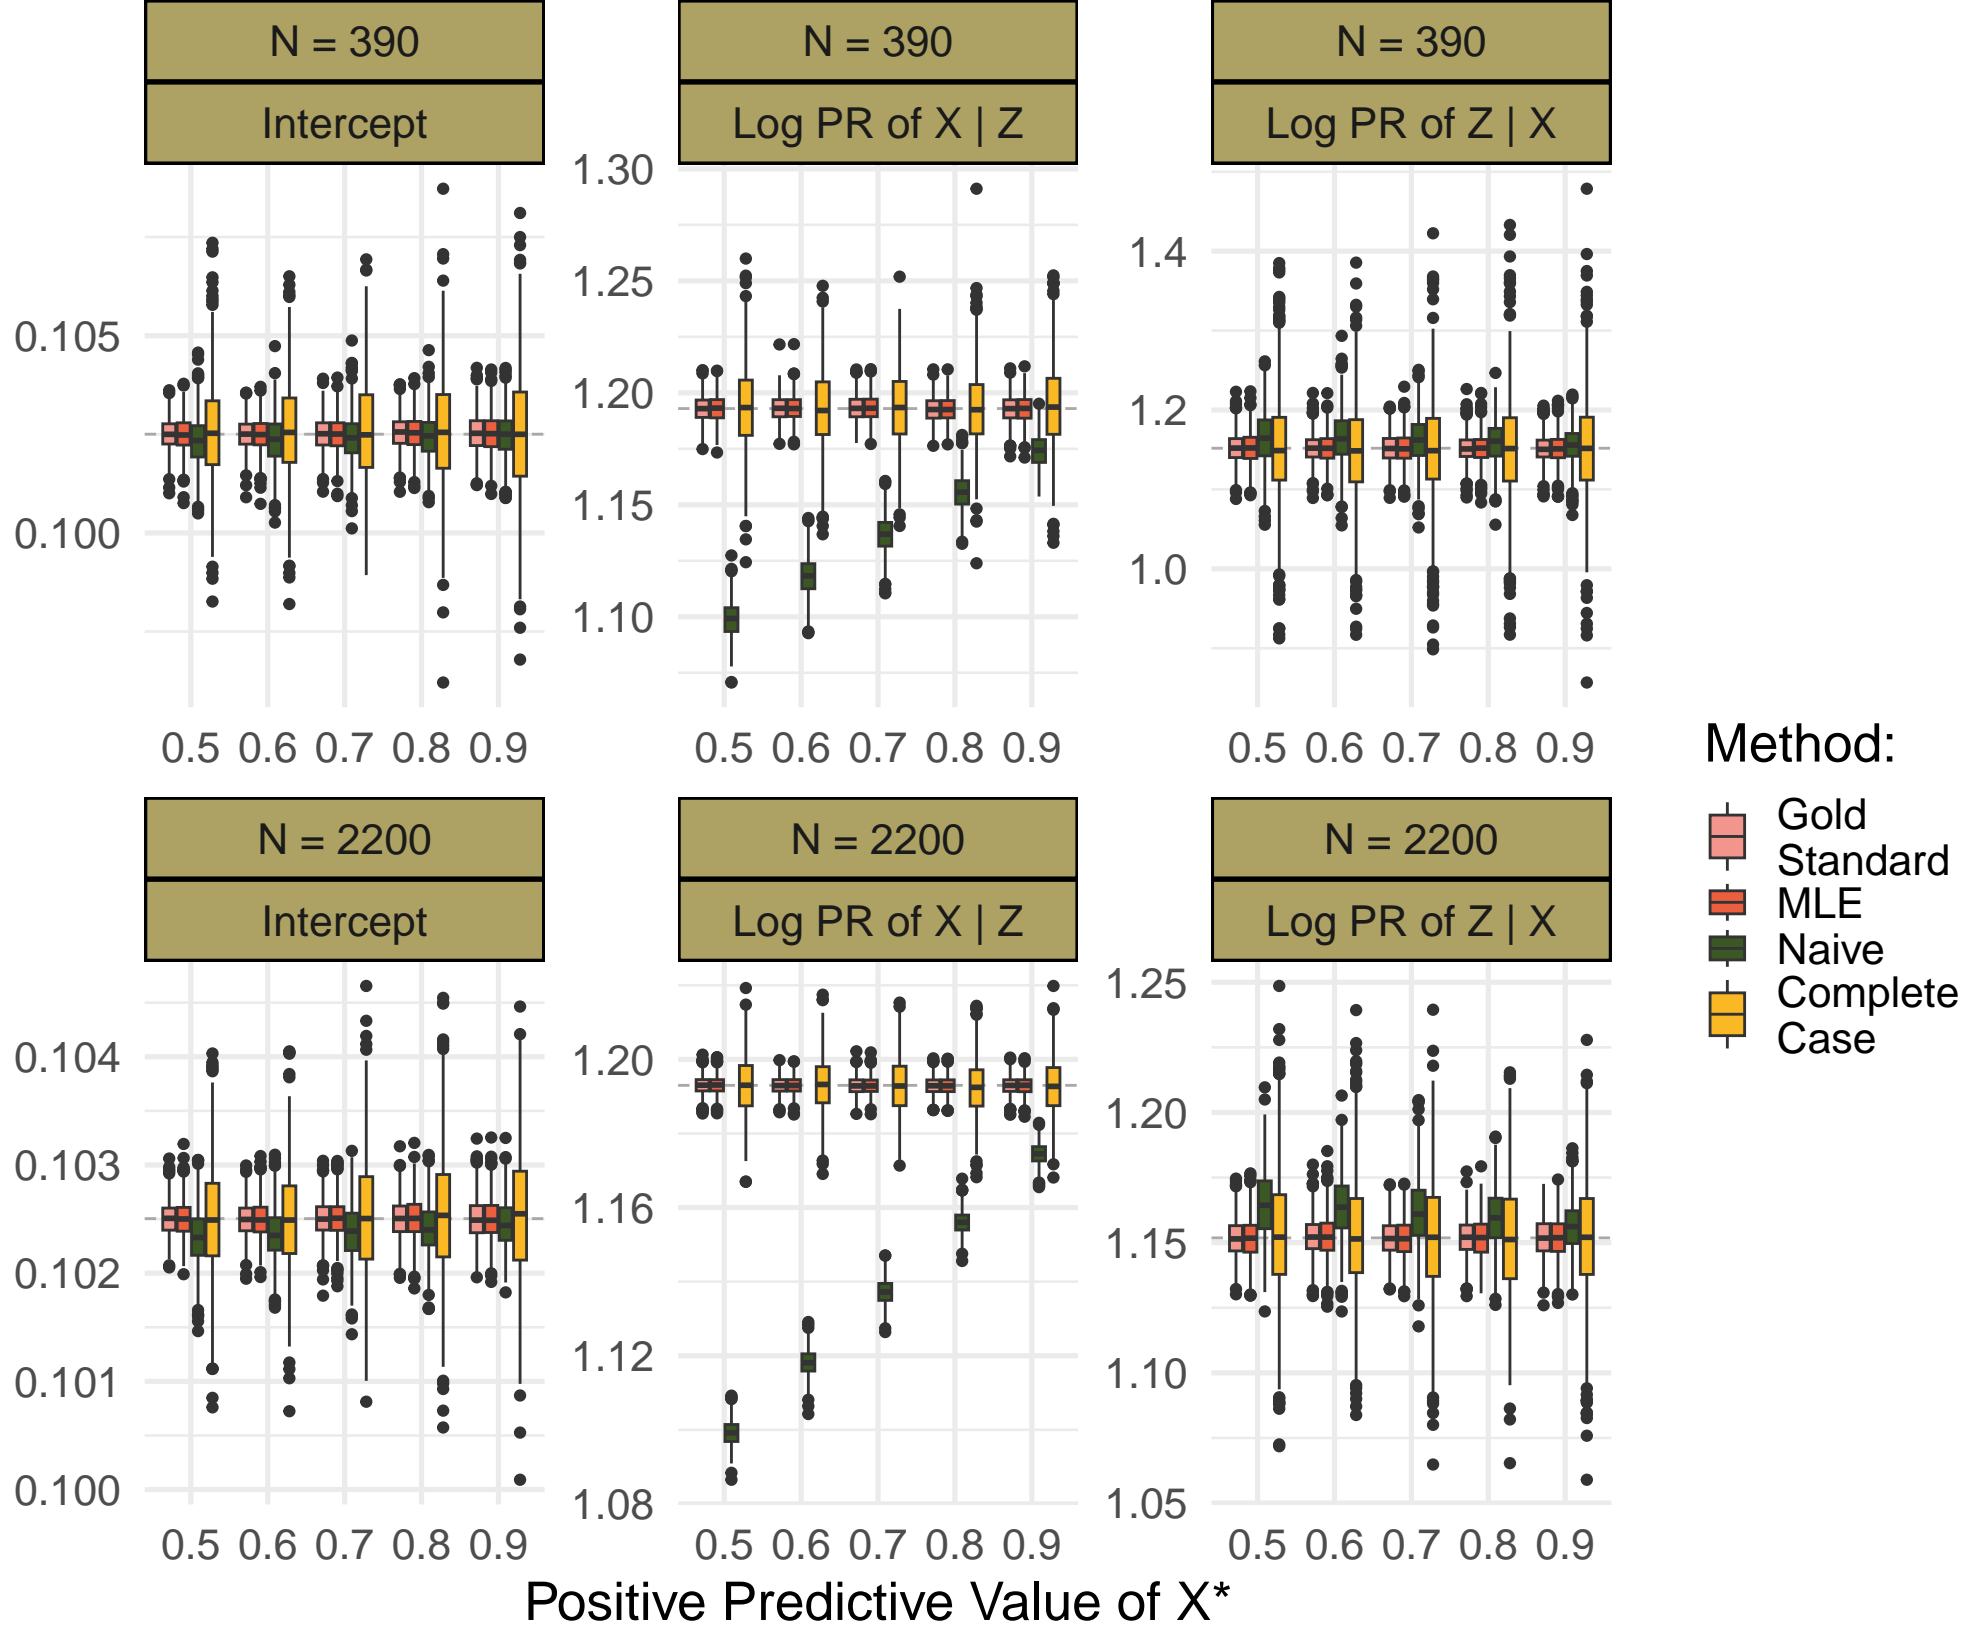 N = 390
N = 390
N = 390
Intercept
Log PR of X | Z
Log PR of Z | X
0.105
0.100
1.30
1.25
1.20
1.15
1.10
1.4
1.2
1.0
0.5 0.6 0.7 0.8 0.9
0.5 0.6 0.7 0.8 0.9
0.5 0.6 0.7 0.8 0.9
N = 2200
N = 2200
N = 2200
Intercept
Log PR of X | Z
Log PR of Z | X
0.104
0.103
0.102
0.101
0.100
1.20
1.16
1.12
1.08
1.25
1.20
1.15
1.10
1.05
0.5 0.6 0.7 0.8 0.9
0.5 0.6 0.7 0.8 0.9
0.5 0.6 0.7 0.8 0.9
Positive Predictive Value of X*
Method:
Gold
Standard
MLE
Naive
Complete
Case